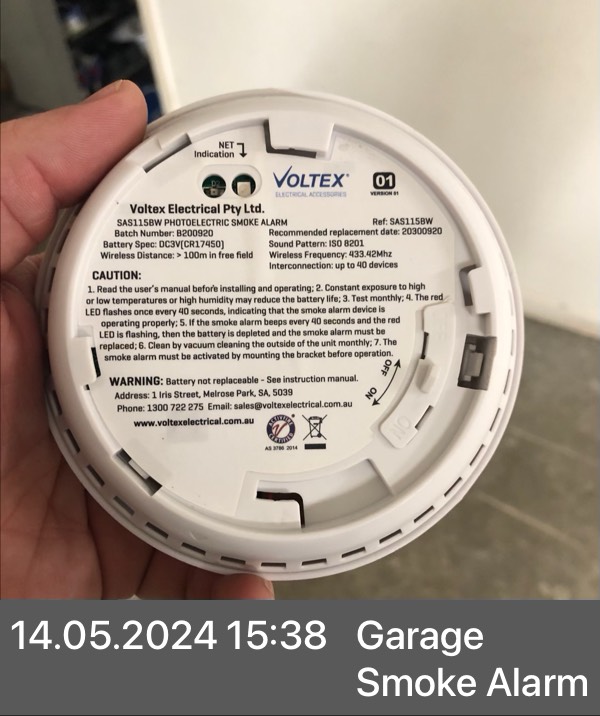 NET
Indication
VOLTEX®
ELECTRICAL ACCESSORIES
01
VERSION 01
Voltex Electrical Pty Ltd.
SAS115BW PHOTOELECTRIC SMOKE ALARM
Ref: SAS115BW
Batch Number: B200920
Recommended replacement date: 20300920
Battery Spec: DC3V(CR17450)
Sound Pattern: ISO 8201
Wireless Distance: > 100m in free field
Wireless Frequency: 433.42Mhz
Interconnection: up to 40 devices
CAUTION:
1. Read the user's manual before installing and operating; 2. Constant exposure to high
or low temperatures or high humidity may reduce the battery life; 3. Test monthly; 4. The red
LED flashes once every 40 seconds, indicating that the smoke alarm device is
operating properly; 5. If the smoke alarm beeps every 40 seconds and the red
LED is flashing, then the battery is depleted and the smoke alarm must be
replaced; 6. Clean by vacuum cleaning the outside of the unit monthly; 7. The
smoke alarm must be activated by mounting the bracket before operation.
OFF
ON
WARNING: Battery not replaceable - See instruction manual.
Address: 1 Iris Street, Melrose Park, SA, 5039
Phone: 1300 722 275 Email: sales@voltexelectrical.com.au
www.voltexelectrical.com.au
ON
AS 3786 2014
14.05.2024 15:38
Garage
Smoke Alarm